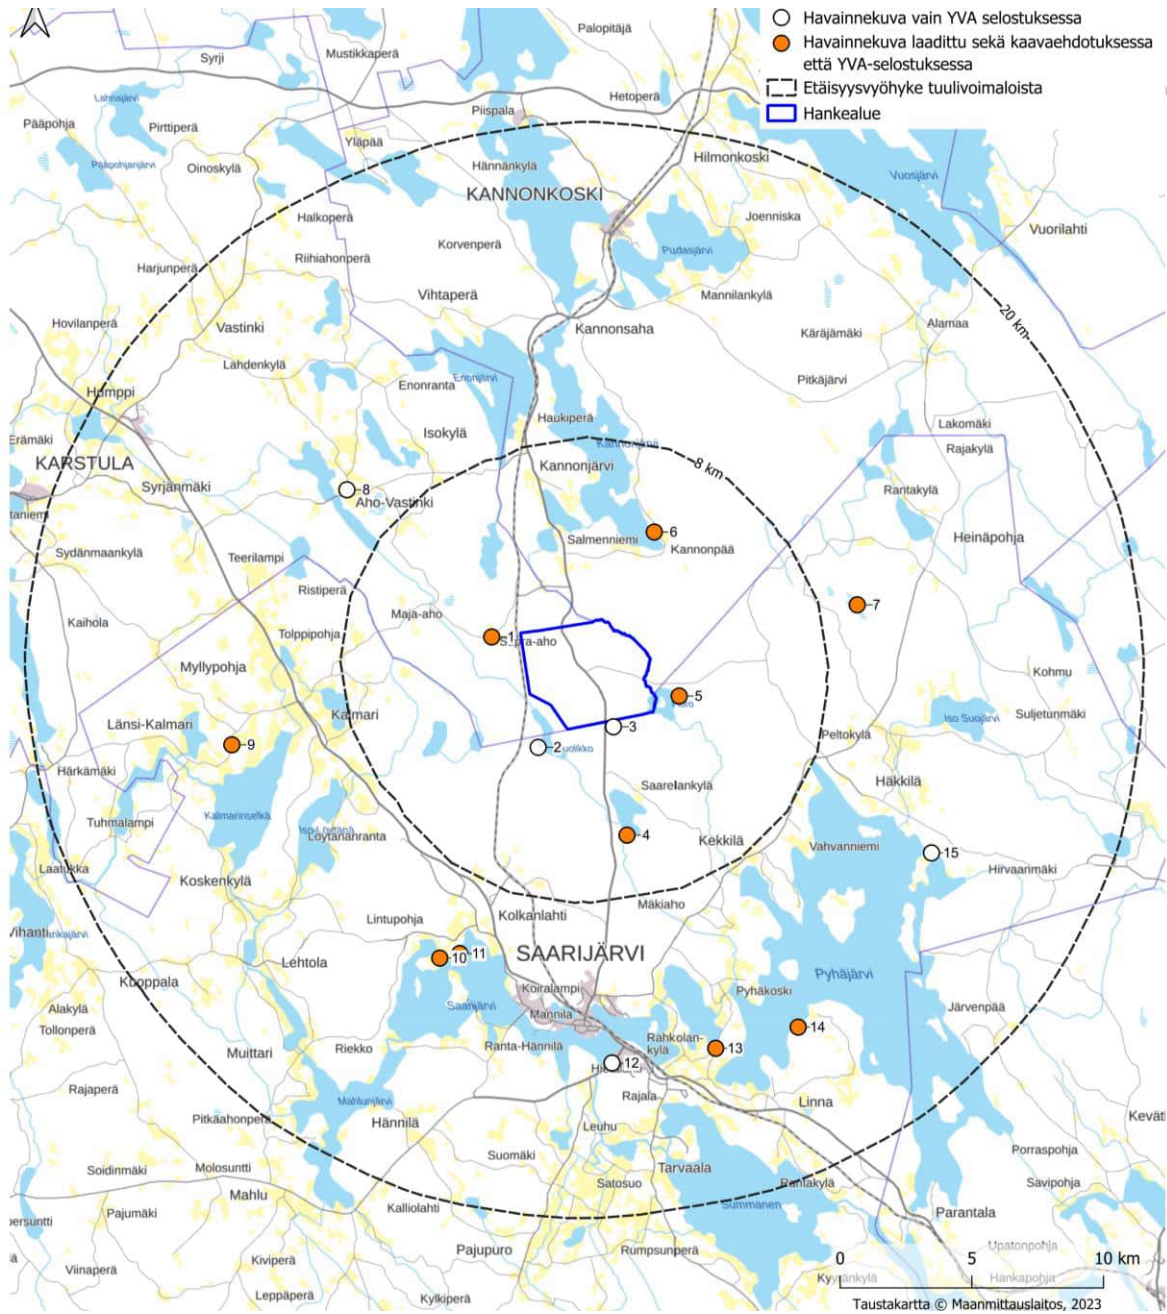 Havainnekuva vain YVA selostuksessa
Havainnekuva laadittu sekä kaavaehdotuksessa
että YVA-selostuksessa
Etäisyysvyöhyke tuulivoimaloista
Hankealue
Palopitäjä
Syrji
Mustikkaperä
Lahnajärvi
Hetoperä
Piispala
Pääpohja
Pirttiperä
Yläpää
Hilmonkoski
Pääpohjanjärvi
Oinoskylä
Hännänkylä
Vuosjärvi
KANNONKOSKI
Halkoperä
Joenniska
Vuorilahti
Korvenperä
Pudasjärvi
Riihiahonperä
Harjunperä
Vihtaperä
Mannilankylä
20 km
Hovilanperä
Vastinki
Kannonsaha
Käräjämäki
Alamaa
Lahdenkylä
Enonjärvi
Enonranta
Pitkäjärvi
Humppi
Haukiperä
Isokylä
Lakomäki
Erämäki
Kannonjärvi
Rajakylä
KARSTULA
Kannonjärvi
8 km
Syrjänmäki
8
Aho-Vastinki
Rantakylä
taniemi
6
Salmenniemi
Kannonpää
Heinäpohja
Sydänmaankylä
Teerilampi
Ristiperä
7
Maja-aho
Kaihola
Tolppipohja
1
Myllypohja
Kohmu
Länsi-Kalmari
Kalmari
5
Iso Suojärvi
Suljetunmäki
3
Peltokylä
9
2
Härkämäki
Saarelankylä
Häkkilä
Kalmarinselkä
Tuhmalampi
Löytänänranta
4
Kekkilä
Vahvanniemi
15
Laatukka
Hirvaanmäki
Koskenkylä
Mäkiaho
Lintupohja
Kolkanlahti
Vihanti
SAARIJÄRVI
10
11
Lehtola
Pyhäjärvi
Kooppala
Koiralampi
Pyhäkoski
Saarijärvi
Mannila
Järvenpää
Alakylä
Tollonperä
14
Ranta-Hännilä
Rahkolan-
kylä
13
Muittari
Riekko
12
Rajaperä
Rajala
Linna
Mahlunjärvi
Pitkäahonperä
Hännilä
Leuhu
Porraspohja
Suomäki
Soidinmäki
Molosuntti
Tarvaala
Satosuo
Rantakylä
Savipohja
Mahlu
Kalliolahti
Summanen
Pajumäki
Parantala
Pajupuro
Rumpsunperä
Upatonpohja
Kiviperä
Viinaperä
0 5 10 km
Hankapohja
Leppäperä
Kylkiperä
Taustakartta © Maanmittauslaitos, 2023